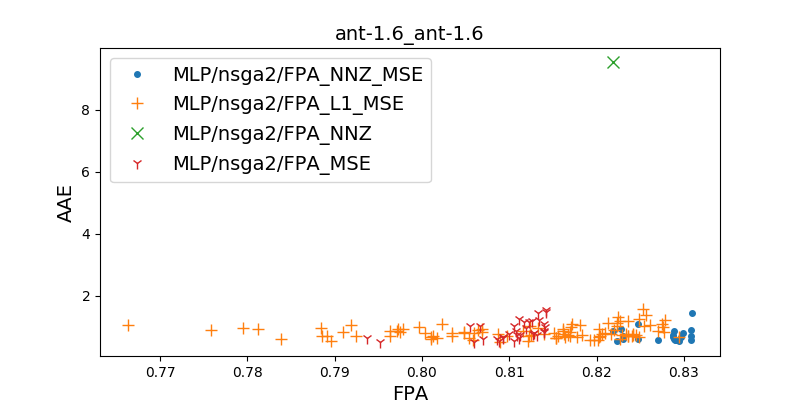 ant-1.6_ant-1.6
MLP/nsga2/FPA_NNZ_MSE
MLP/nsga2/FPA_L1_MSE
MLP/nsga2/FPA_NNZ
MLP/nsga2/FPA_MSE
AAE
8
6
4
2
0.77 0.78 0.79 0.80 0.81 0.82 0.83
FPA